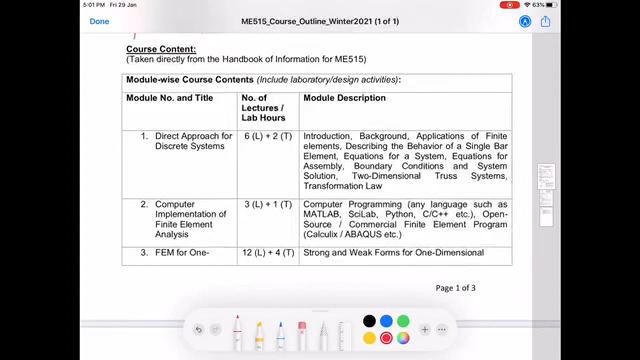 5:01 PM Fri 29 Jan
63%
Done
ME515_Course_Outline_Winter2021 (1 of 1)
Course Content:
(Taken directly from the Handbook of Information for ME515)
Module-wise Course Contents (Include laboratory/design activities):
Module No. and Title
No. of Lectures / Lab Hours
Module Description
1. Direct Approach for Discrete Systems
6 (L) + 2 (T)
Introduction, Background, Applications of Finite
elements, Describing the Behavior of a Single Bar
Element, Equations for a System, Equations for
Assembly, Boundary Conditions and System
Solution, Two-Dimensional Truss Systems,
Transformation Law
2. Computer Implementation of Finite Element Analysis
3 (L) + 1 (T)
Computer Programming (any language such as
MATLAB, SciLab, Python, C/C++ etc.), Open-
Source / Commercial Finite Element Program
(Calculix / ABAQUS etc.)
3. FEM for One-
12 (L) + 4 (T)
Strong and Weak Forms for One-Dimensional
Page 1 of 3